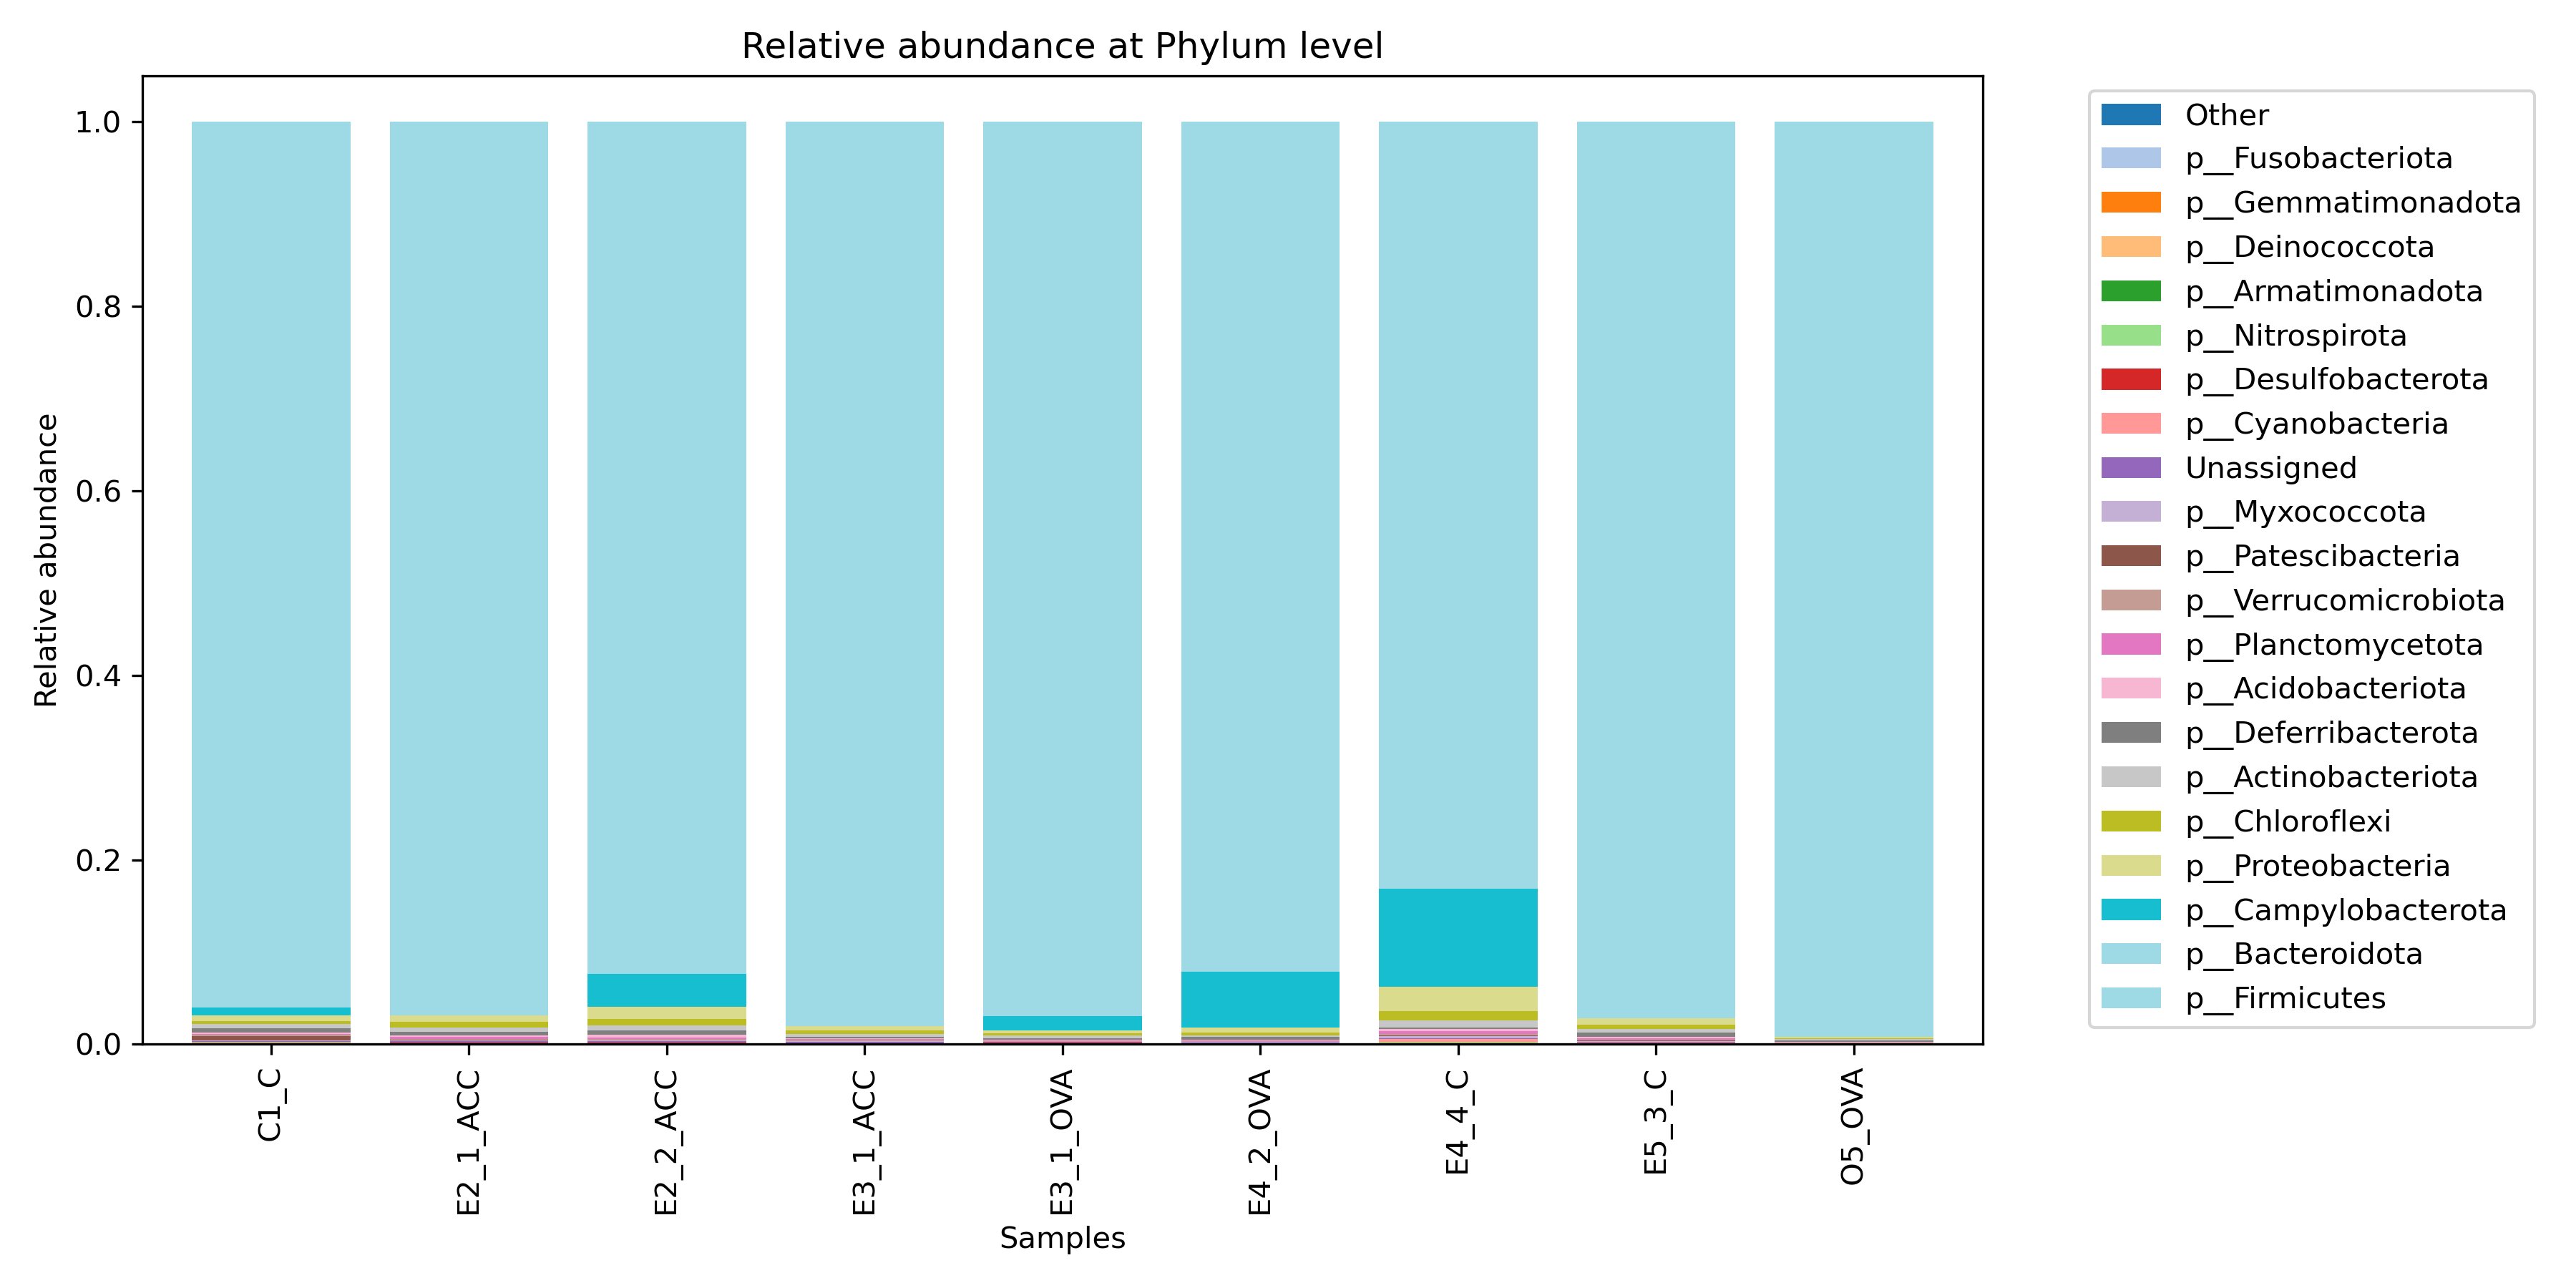 Relative abundance at Phylum level
Relative abundance
1.0
0.8
0.6
0.4
0.2
0.0
C1_C
E2_1_ACC
E2_2_ACC
E3_1_ACC
E3_1_OVA
E4_2_OVA
E4_4_C
E5_3_C
O5_OVA
Samples
Other
p__Fusobacteriota
p__Gemmatimonadota
p__Deinococcota
p__Armatimonadota
p__Nitrospirota
p__Desulfobacterota
p__Cyanobacteria
Unassigned
p__Myxococcota
p__Patescibacteria
p__Verrucomicrobiota
p__Planctomycetota
p__Acidobacteriota
p__Deferribacterota
p__Actinobacteriota
p__Chloroflexi
p__Proteobacteria
p__Campylobacterota
p__Bacteroidota
p__Firmicutes